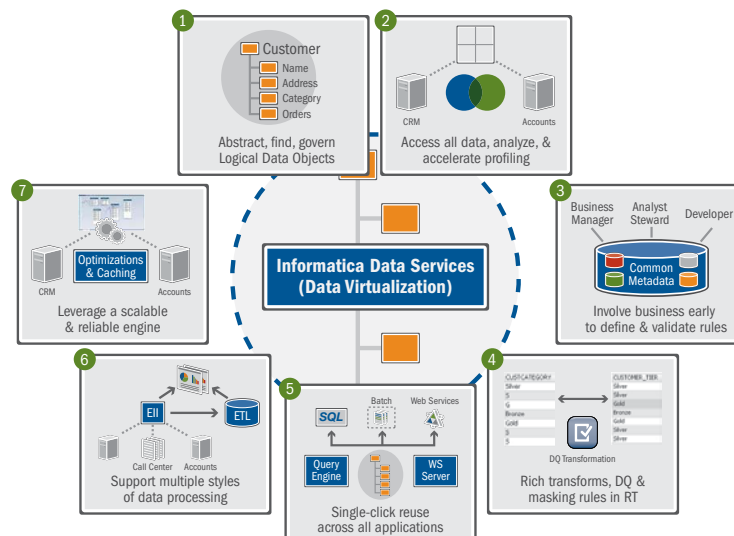 1
Customer
Name
Address
Category
Orders
Abstract, find, govern
Logical Data Objects
2
CRM
Accounts
Access all data, analyze, &
accelerate profiling
Informatica Data Services
(Data Virtualization)
3
Business
Manager
Analyst
Steward
Developer
Common
Metadata
Involve business early
to define & validate rules
4
CUSTCATEGORY
Silver
S
G
Bronze
Gold
S
S
CUSTOMER_TIER
Silver
Silver
Gold
Bronze
Gold
Silver
Silver
DQ Transformation
Rich transforms, DQ &
masking rules in RT
5
SQL
Batch
Web Services
Query
Engine
WS
Server
Single-click reuse
across all applications
6
EII
ETL
Call Center
Accounts
Support multiple styles
of data processing
7
Optimizations
& Caching
CRM
Accounts
Leverage a scalable
& reliable engine